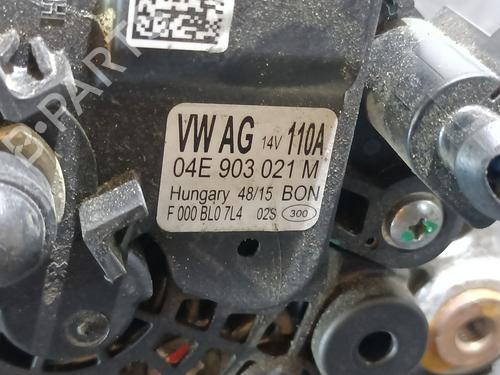 VW AG 14V 110A
04E 903 021 M
Hungary 48/15 BON
F 000 BL0 7L4 02S 300